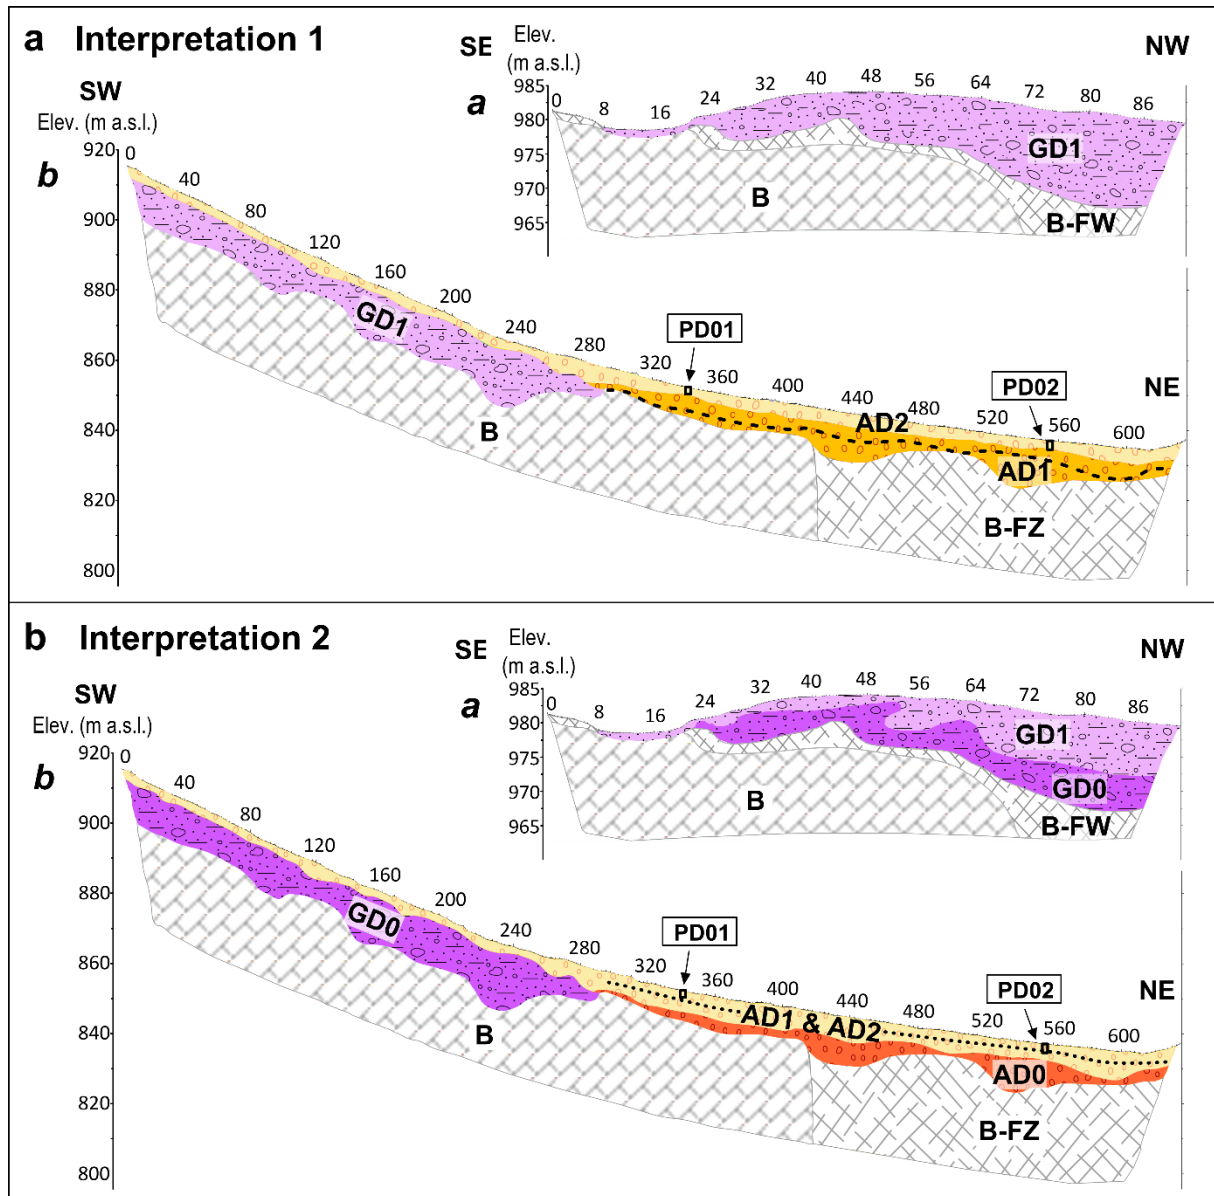 a Interpretation 1
SE Elev. (m a.s.l.) NW
SW
Elev. (m a.s.l.)
a
985
980
975
970
965
0 8 16 24 32 40 48 56 64 72 80 86
GD1
B
B-FW
b
920
900
880
860
840
820
800
0 40 80 120 160 200 240 280 320 360 400 440 480 520 560 600
GD1
PD01
PD02
NE
AD2
AD1
B
B-FZ
b Interpretation 2
SE Elev. (m a.s.l.) NW
SW
Elev. (m a.s.l.)
a
985
980
975
970
965
0 8 16 24 32 40 48 56 64 72 80 86
GD1
GD0
B
B-FW
b
920
900
880
860
840
820
800
0 40 80 120 160 200 240 280 320 360 400 440 480 520 560 600
GD0
PD01
PD02
NE
AD1 & AD2
AD0
B
B-FZ